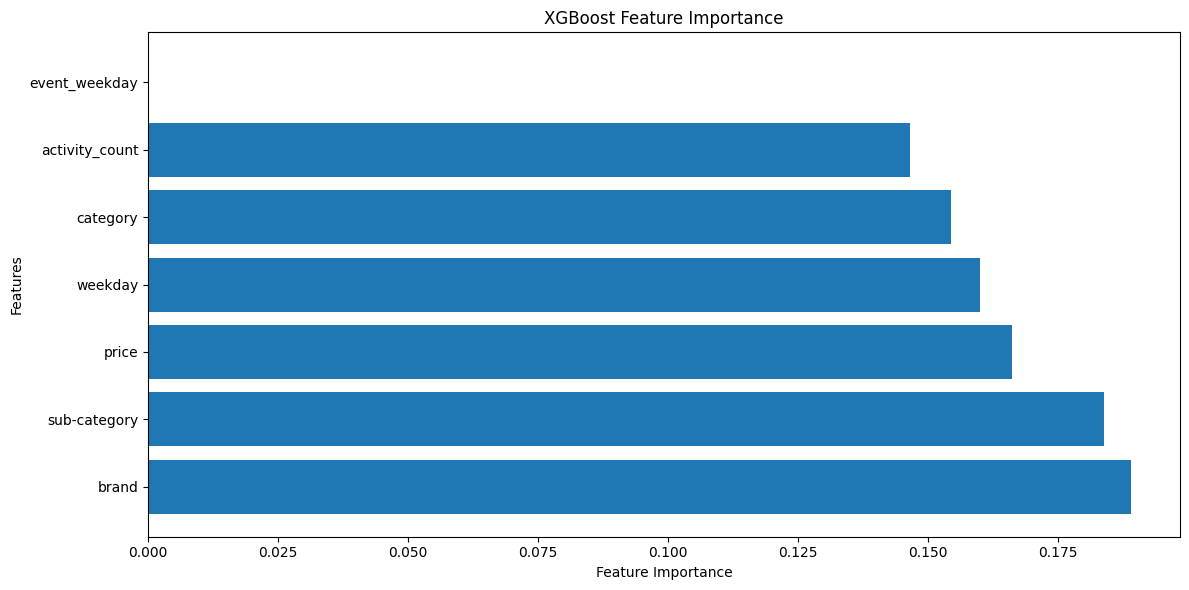 XGBoost Feature Importance
Features
event_weekday
activity_count
category
weekday
price
sub-category
brand
0.000 0.025 0.050 0.075 0.100 0.125 0.150 0.175
Feature Importance